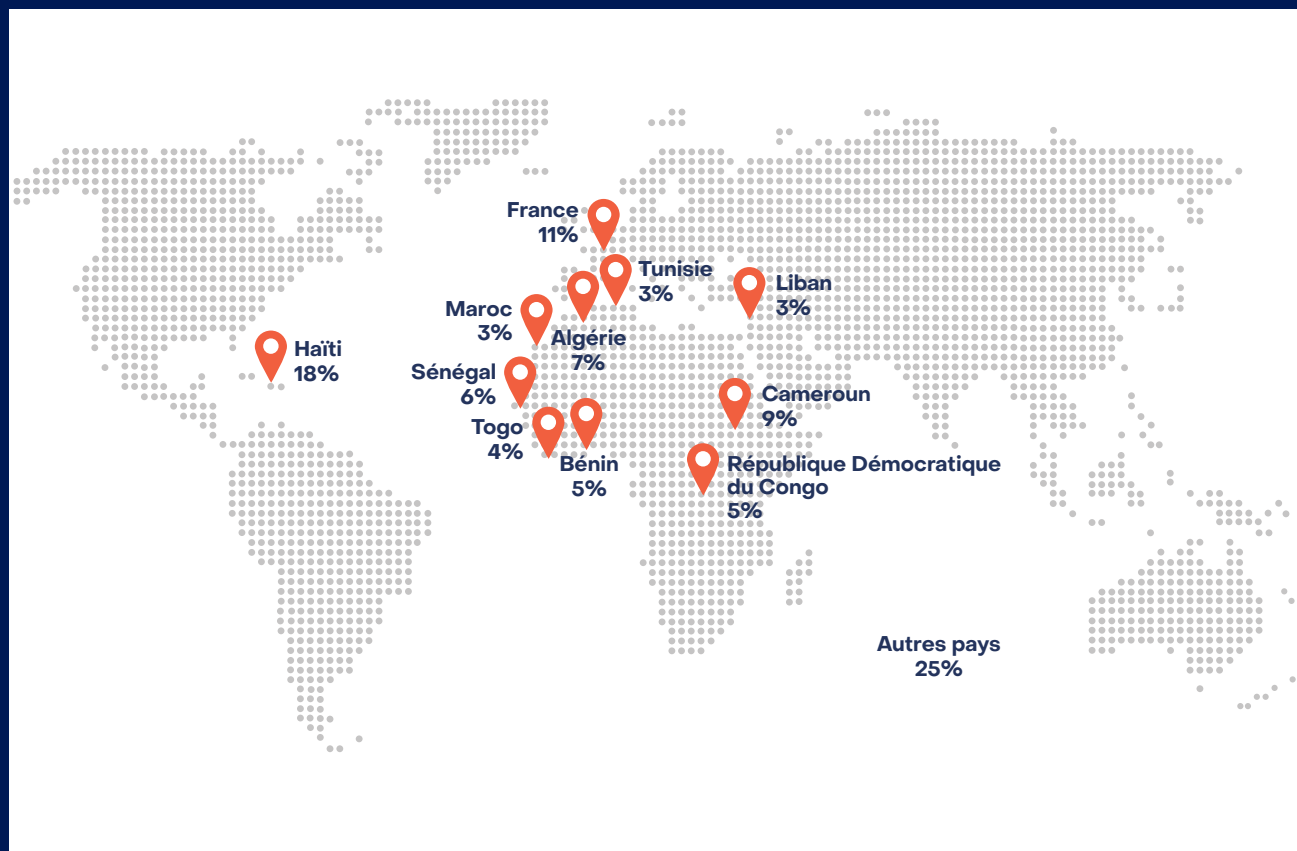 France
11%
Tunisie
3%
Liban
3%
Maroc
3%
Algérie
7%
Haïti
18%
Sénégal
6%
Cameroun
9%
Togo
4%
Bénin
5%
République Démocratique
du Congo
5%
Autres pays
25%